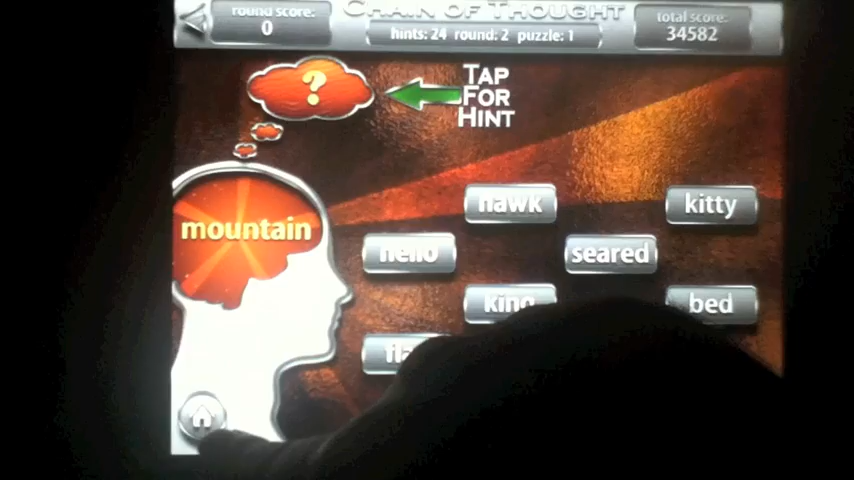 round score:
0
CHAIN OF THOUGHT
hints: 24 round: 2 puzzle: 1
total score:
34582
?
TAP
FOR
HINT
mountain
hawk
kitty
hello
seared
king
bed